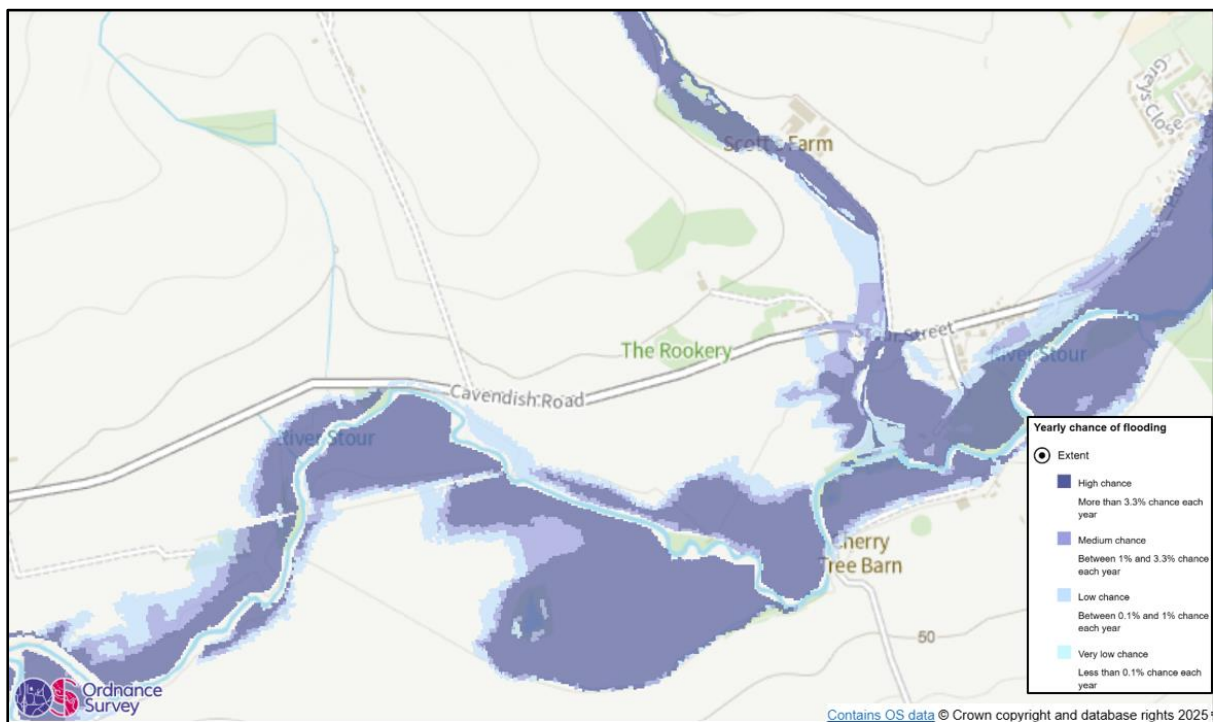 Greys Close
Scott's Farm
Stour Street
River Stour
The Rookery
Cavendish Road
River Stour
Cherry
Tree Barn
50
Yearly chance of flooding
Extent
High chance
More than 3.3% chance each
year
Medium chance
Between 1% and 3.3% chance
each year
Low chance
Between 0.1% and 1% chance
each year
Very low chance
Less than 0.1% chance each
year
Ordnance
Survey
Contains OS data © Crown copyright and database rights 2025